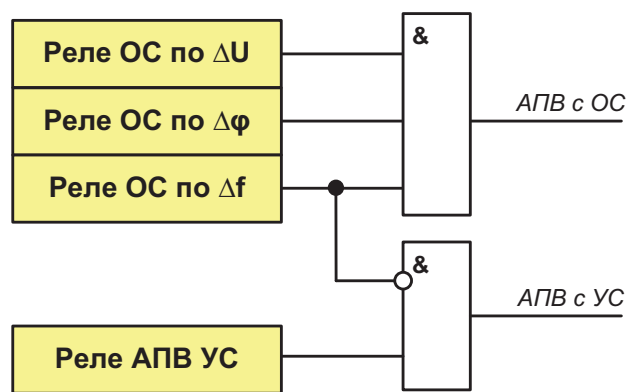 Реле ОС по ∆U
&
Реле ОС по ∆φ
АПВ с ОС
Реле ОС по ∆f
&
АПВ с УС
Реле АПВ УС